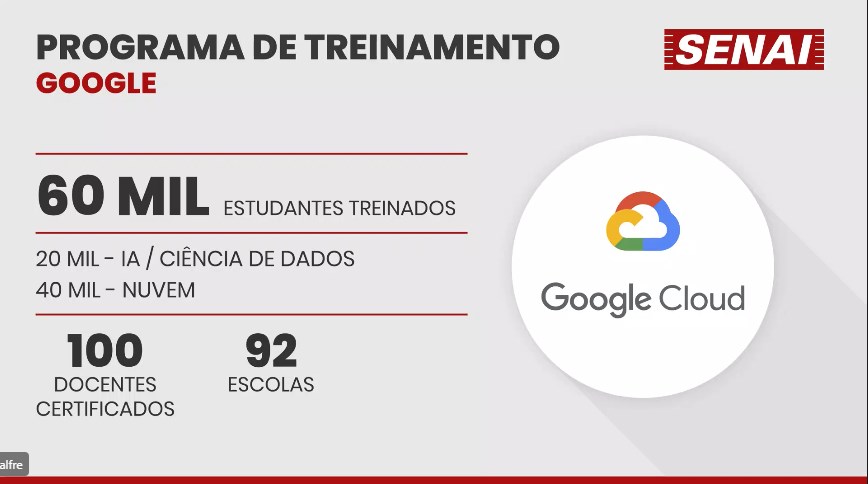 PROGRAMA DE TREINAMENTO
GOOGLE
SENAI
60 MIL ESTUDANTES TREINADOS
20 MIL - IA / CIÊNCIA DE DADOS
40 MIL - NUVEM
100
DOCENTES
CERTIFICADOS
92
ESCOLAS
Google Cloud
alfre